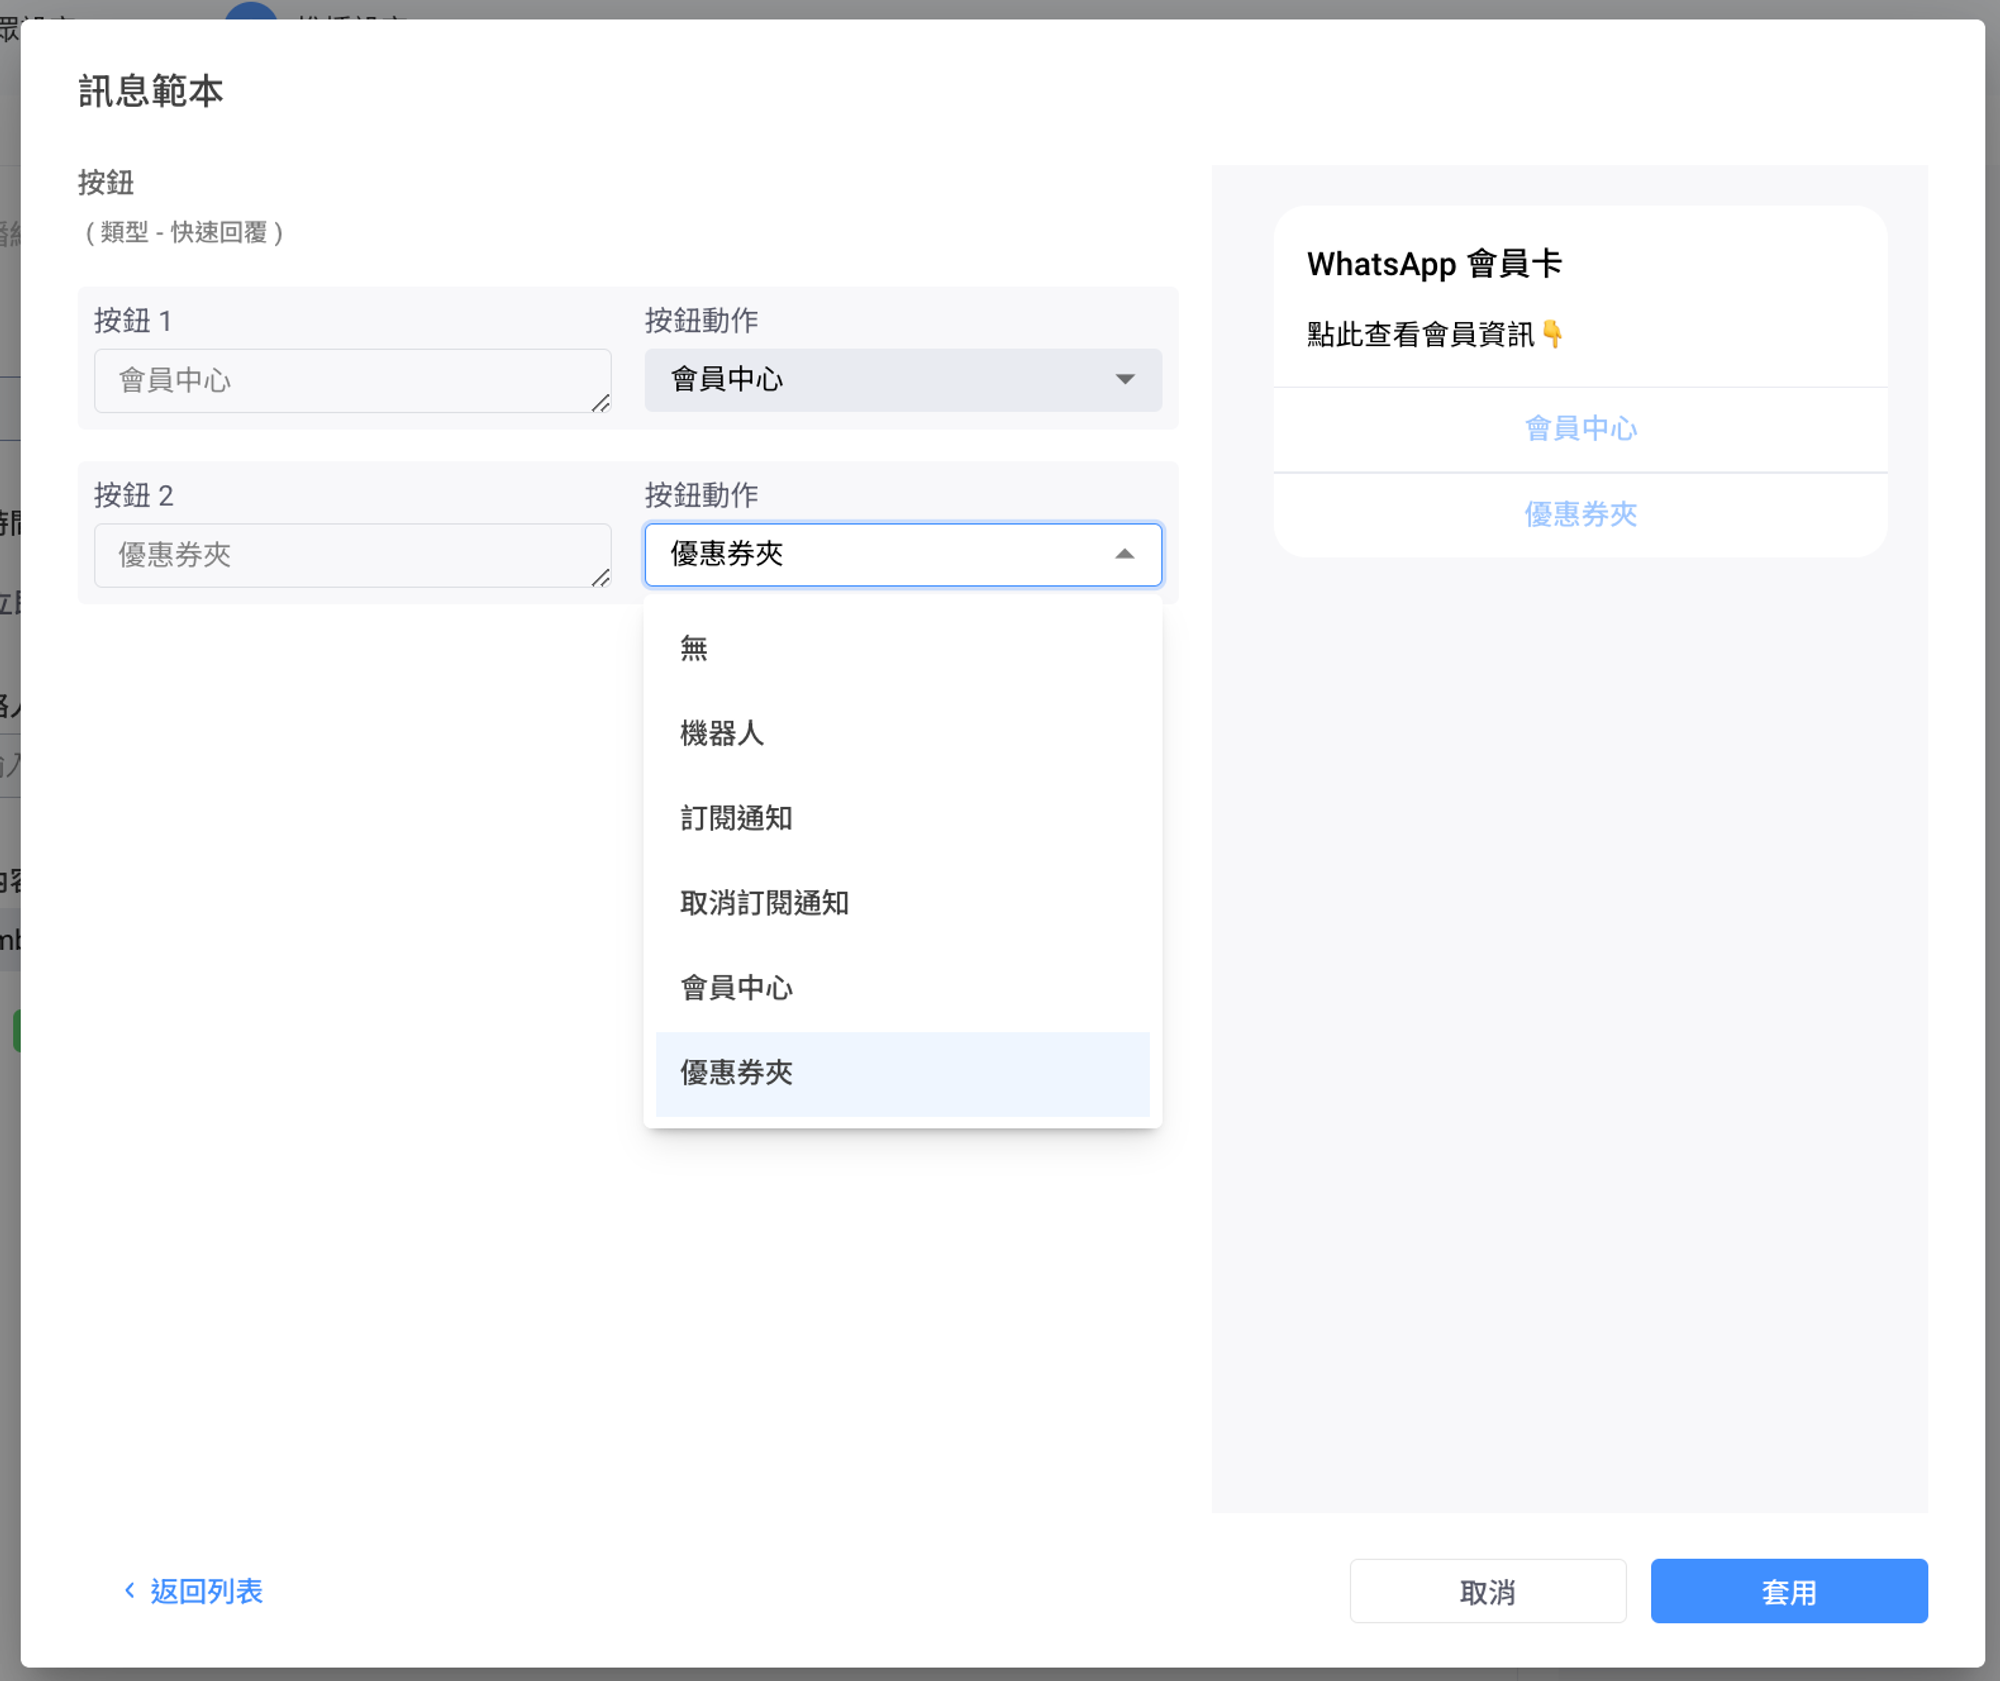 訊息範本
按鈕
( 類型 - 快速回覆 )
按鈕 1
按鈕動作
會員中心
會員中心
按鈕 2
按鈕動作
優惠券夾
優惠券夾
無
機器人
訂閱通知
取消訂閱通知
會員中心
優惠券夾
WhatsApp 會員卡
點此查看會員資訊👇
會員中心
優惠券夾
返回列表
取消
套用